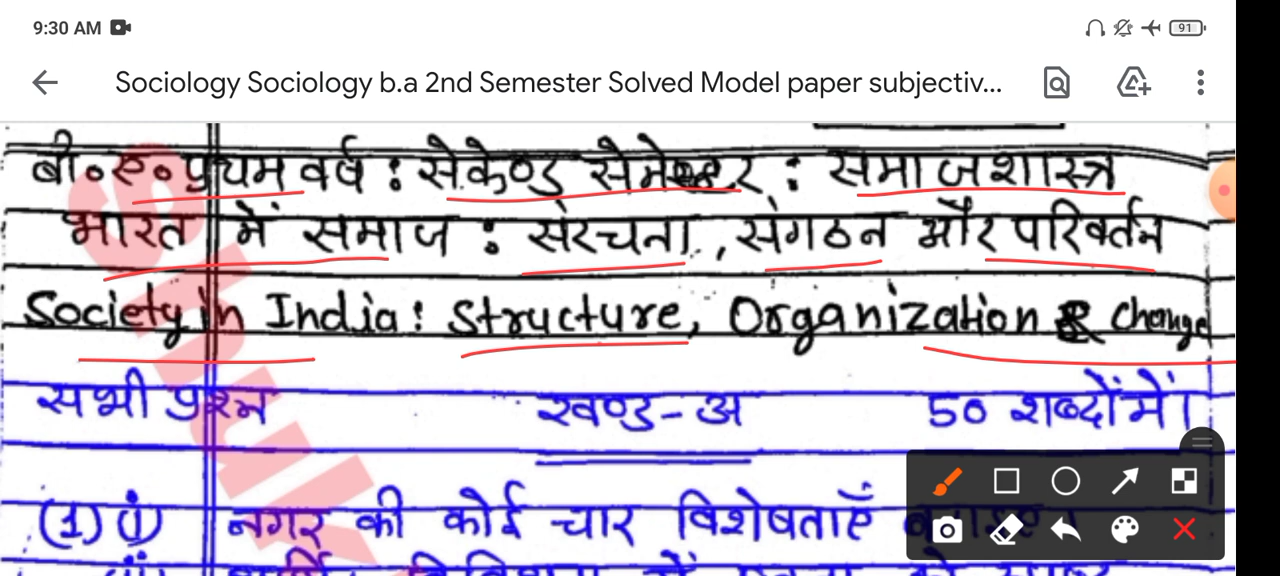 9:30 AM
91
Sociology Sociology b.a 2nd Semester Solved Model paper subjectiv...
बी०ए०प्रथम वर्ष : सेकेण्ड सेमेस्टर : समाजशास्त्र
भारत में समाज : संरचना, संगठन और परिवर्तन
Society in India: Structure, Organization & Change
सभी प्रश्न खण्ड-अ 50 शब्दों में।
(1) (i) नगर की कोई चार विशेषताएँ